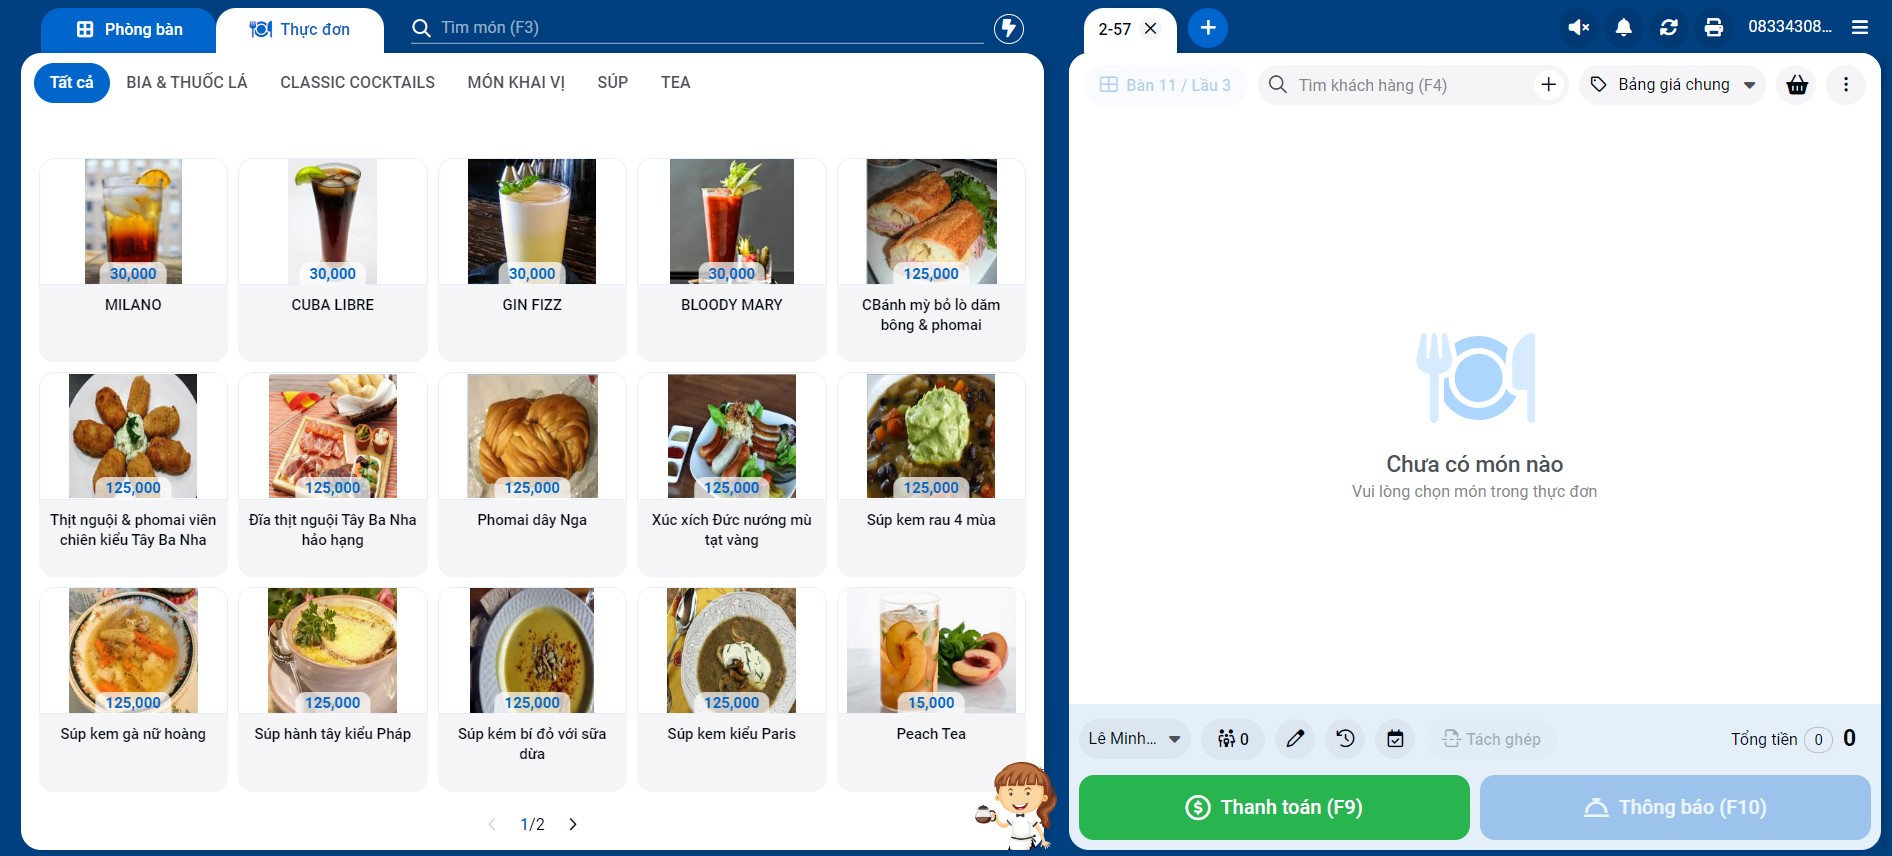 Phòng bàn
Thực đơn
Tìm món (F3)
2-57
08334308...
Tất cả
BIA & THUỐC LÁ
CLASSIC COCKTAILS
MÓN KHAI VỊ
SÚP
TEA
Bàn 11 / Lầu 3
Tìm khách hàng (F4)
Bảng giá chung
30,000
MILANO
30,000
CUBA LIBRE
30,000
GIN FIZZ
30,000
BLOODY MARY
125,000
CBánh mỳ bỏ lò dăm
bông & phomai
125,000
Thịt nguội & phomai viên
chiên kiểu Tây Ba Nha
125,000
Đĩa thịt nguội Tây Ba Nha
hảo hạng
125,000
Phomai dây Nga
125,000
Xúc xích Đức nướng mù
tạt vàng
125,000
Súp kem rau 4 mùa
125,000
Súp kem gà nữ hoàng
125,000
Súp hành tây kiểu Pháp
125,000
Súp kém bí đỏ với sữa
dừa
125,000
Súp kem kiểu Paris
15,000
Peach Tea
1/2
Chưa có món nào
Vui lòng chọn món trong thực đơn
Lê Minh...
0
Tách ghép
Tổng tiền 0 0
Thanh toán (F9)
Thông báo (F10)